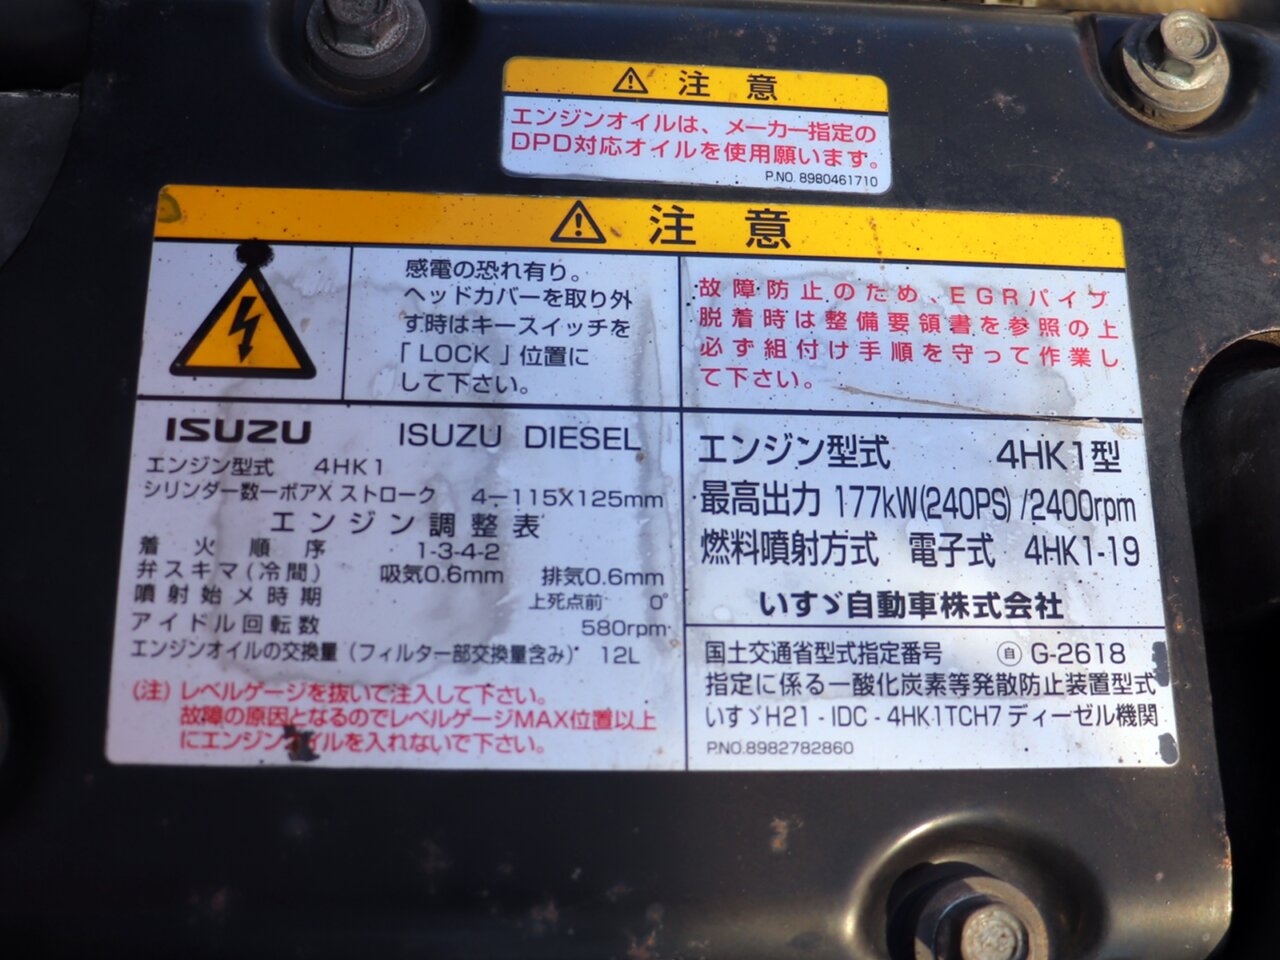 注意
エンジンオイルは、メーカー指定の
DPD対応オイルを使用願います。
P.NO. 8980461710
注意
感電の恐れ有り。
ヘッドカバーを取り外
す時はキースイッチを
「LOCK」位置に
して下さい。
故障防止のため、EGRパイプ
脱着時は整備要領書を参照の上
必ず組付け手順を守って作業し
て下さい。
ISUZU ISUZU DIESEL
エンジン型式 4HK1
シリンダー数ーボアX ストローク 4―115X125mm
エンジン調整表
着火順序 1-3-4-2
弁スキマ(冷間) 吸気0.6mm 排気0.6mm
噴射始メ時期 上死点前 0°
アイドル回転数 580rpm
エンジンオイルの交換量(フィルター部交換量含み) 12L
(注) レベルゲージを抜いて注入して下さい。
故障の原因となるのでレベルゲージMAX位置以上
にエンジンオイルを入れないで下さい。
エンジン型式 4HK1型
最高出力 177kW(240PS)/2400rpm
燃料噴射方式 電子式 4HK1-19
いすゞ自動車株式会社
国土交通省型式指定番号 ㊐ G-2618
指定に係る一酸化炭素等発散防止装置型式
いすゞH21-IDC-4HK1TCH7ディーゼル機関
P.NO.8982782860